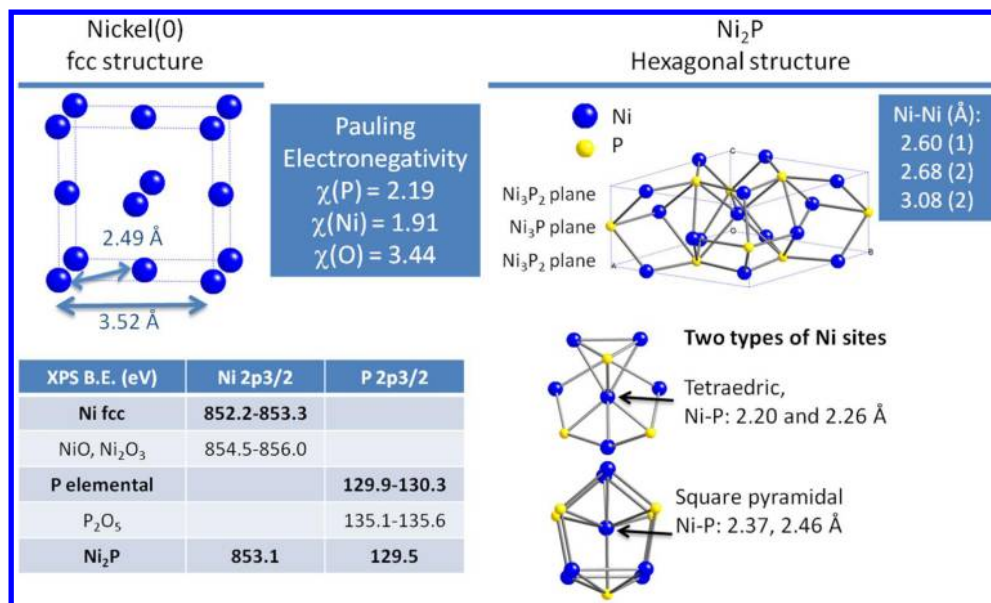 Nickel(0)
fcc structure
2.49 Å
3.52 Å
Pauling
Electronegativity
χ(P) = 2.19
χ(Ni) = 1.91
χ(O) = 3.44
Ni₂P
Hexagonal structure
Ni
P
Ni-Ni (Å):
2.60 (1)
2.68 (2)
3.08 (2)
Ni₃P₂ plane
Ni₃P plane
Ni₃P₂ plane
C
O
A
B
XPS B.E. (eV) Ni 2p3/2 P 2p3/2
Ni fcc 852.2-853.3
NiO, Ni₂O₃ 854.5-856.0
P elemental 129.9-130.3
P₂O₅ 135.1-135.6
Ni₂P 853.1 129.5
Two types of Ni sites
Tetraedric,
Ni-P: 2.20 and 2.26 Å
Square pyramidal
Ni-P: 2.37, 2.46 Å